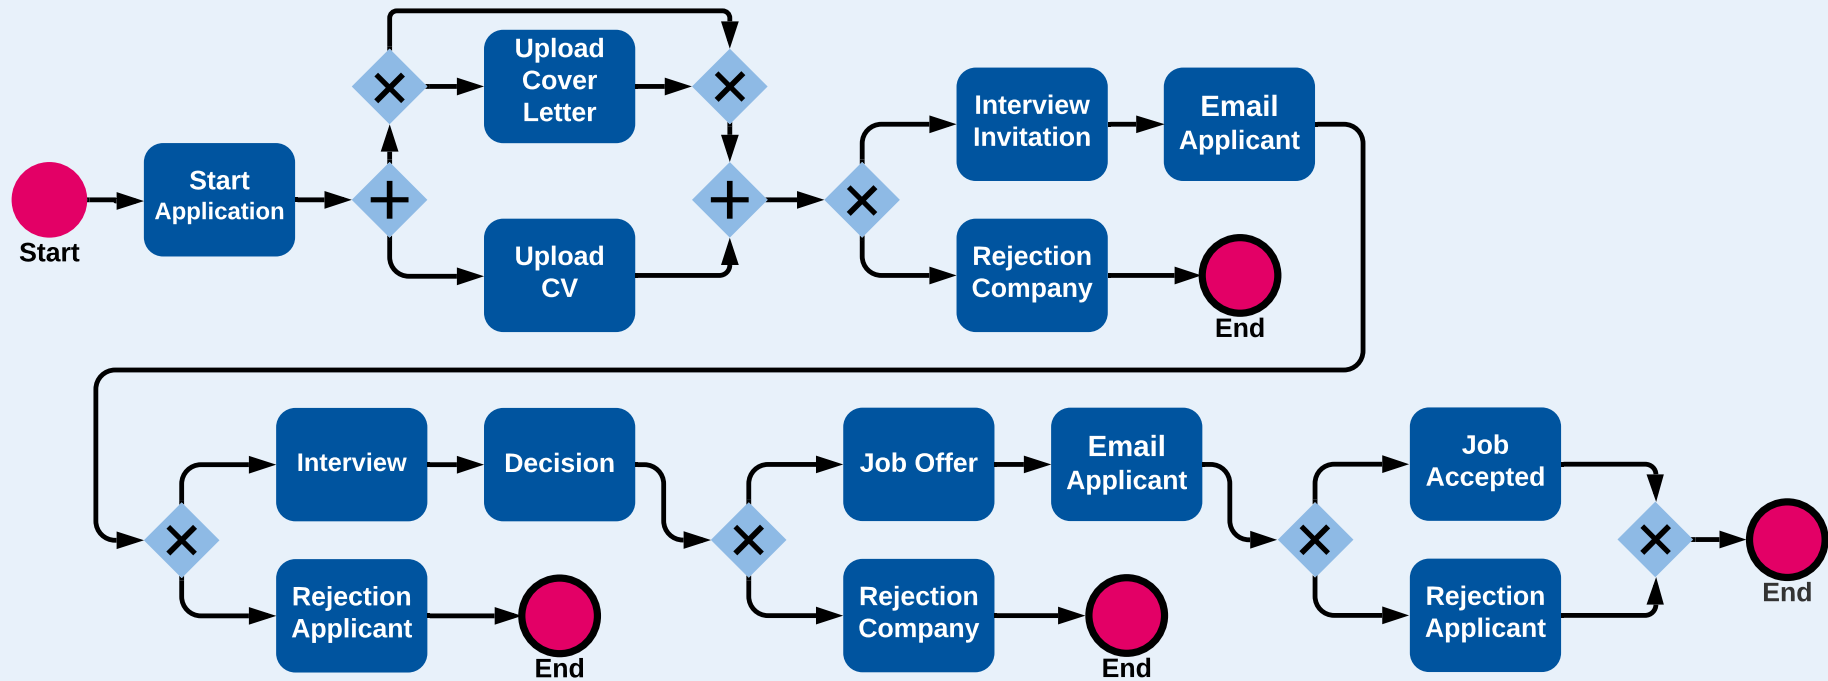 Upload
Cover
Letter
Start
Application
Start
Upload
CV
Interview
Invitation
Email
Applicant
Rejection
Company
End
Interview
Decision
Job Offer
Email
Applicant
Job
Accepted
Rejection
Applicant
End
Rejection
Company
End
Rejection
Applicant
End